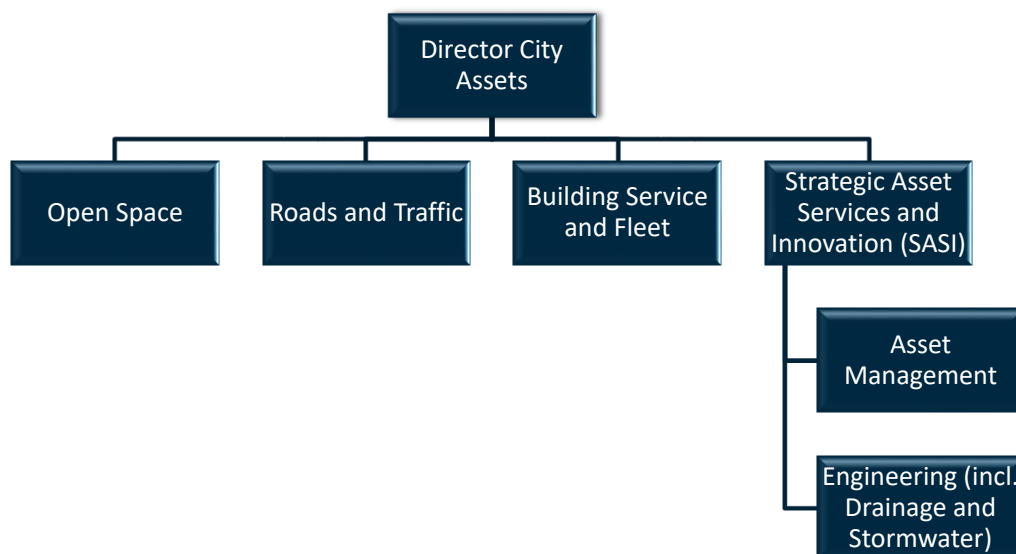 Director City
Assets
Open Space
Roads and Traffic
Building Service
and Fleet
Strategic Asset
Services and
Innovation (SASI)
Asset
Management
Engineering (incl.
Drainage and
Stormwater)